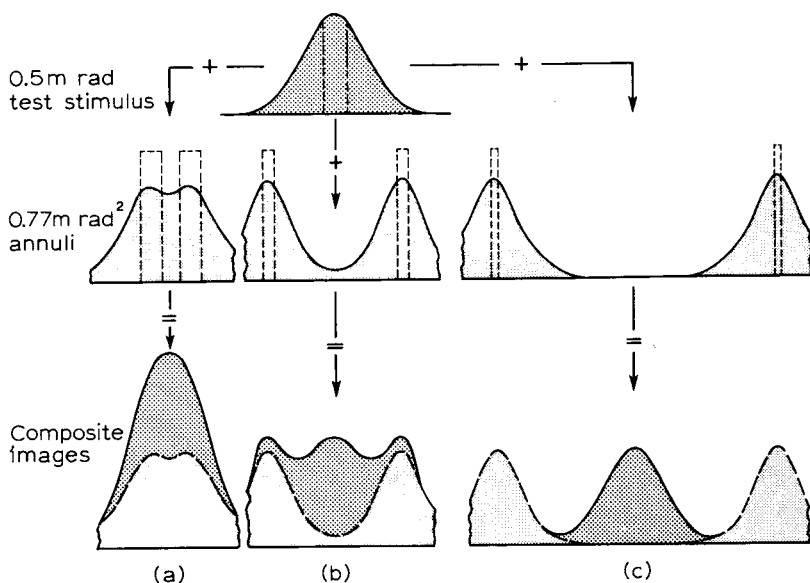 +
+
0.5m rad
test stimulus
+
0.77m rad²
annuli
=
=
=
Composite
images
(a)
(b)
(c)